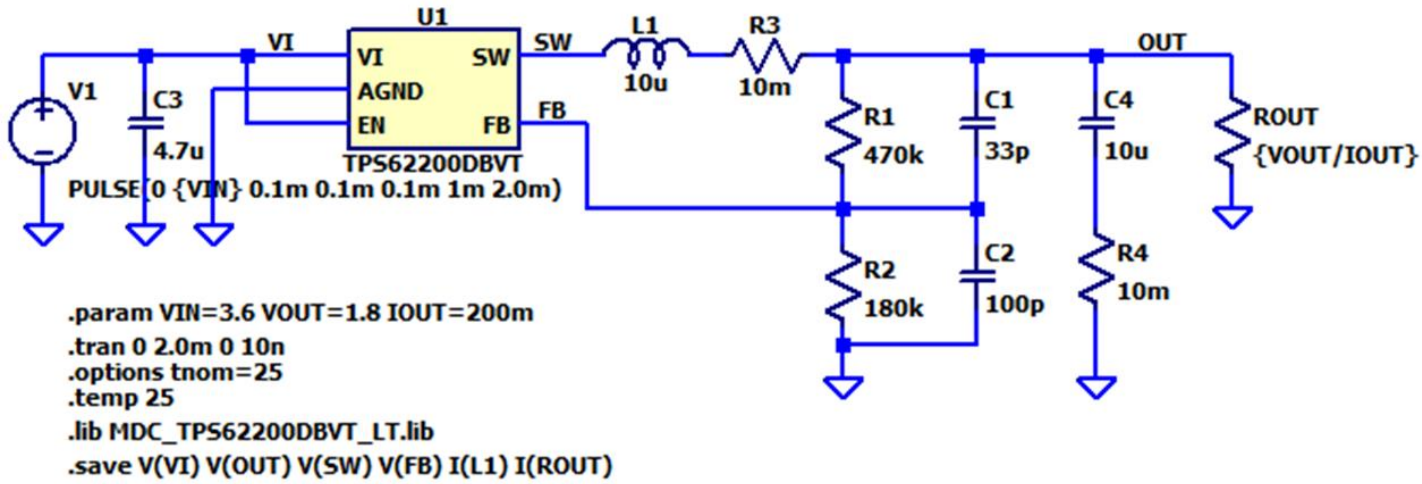 U1
VI
VI
AGND
EN
SW
FB
SW
FB
TPS62200DBVT
V1
C3
4.7u
PULSE(0 {VIN} 0.1m 0.1m 0.1m 1m 2.0m)
L1
10u
R3
10m
OUT
R1
470k
C1
33p
C4
10u
ROUT
{VOUT/IOUT}
R2
180k
C2
100p
R4
10m
.param VIN=3.6 VOUT=1.8 IOUT=200m
.tran 0 2.0m 0 10n
.options tnom=25
.temp 25
.lib MDC_TPS62200DBVT_LT.lib
.save V(VI) V(OUT) V(SW) V(FB) I(L1) I(ROUT)